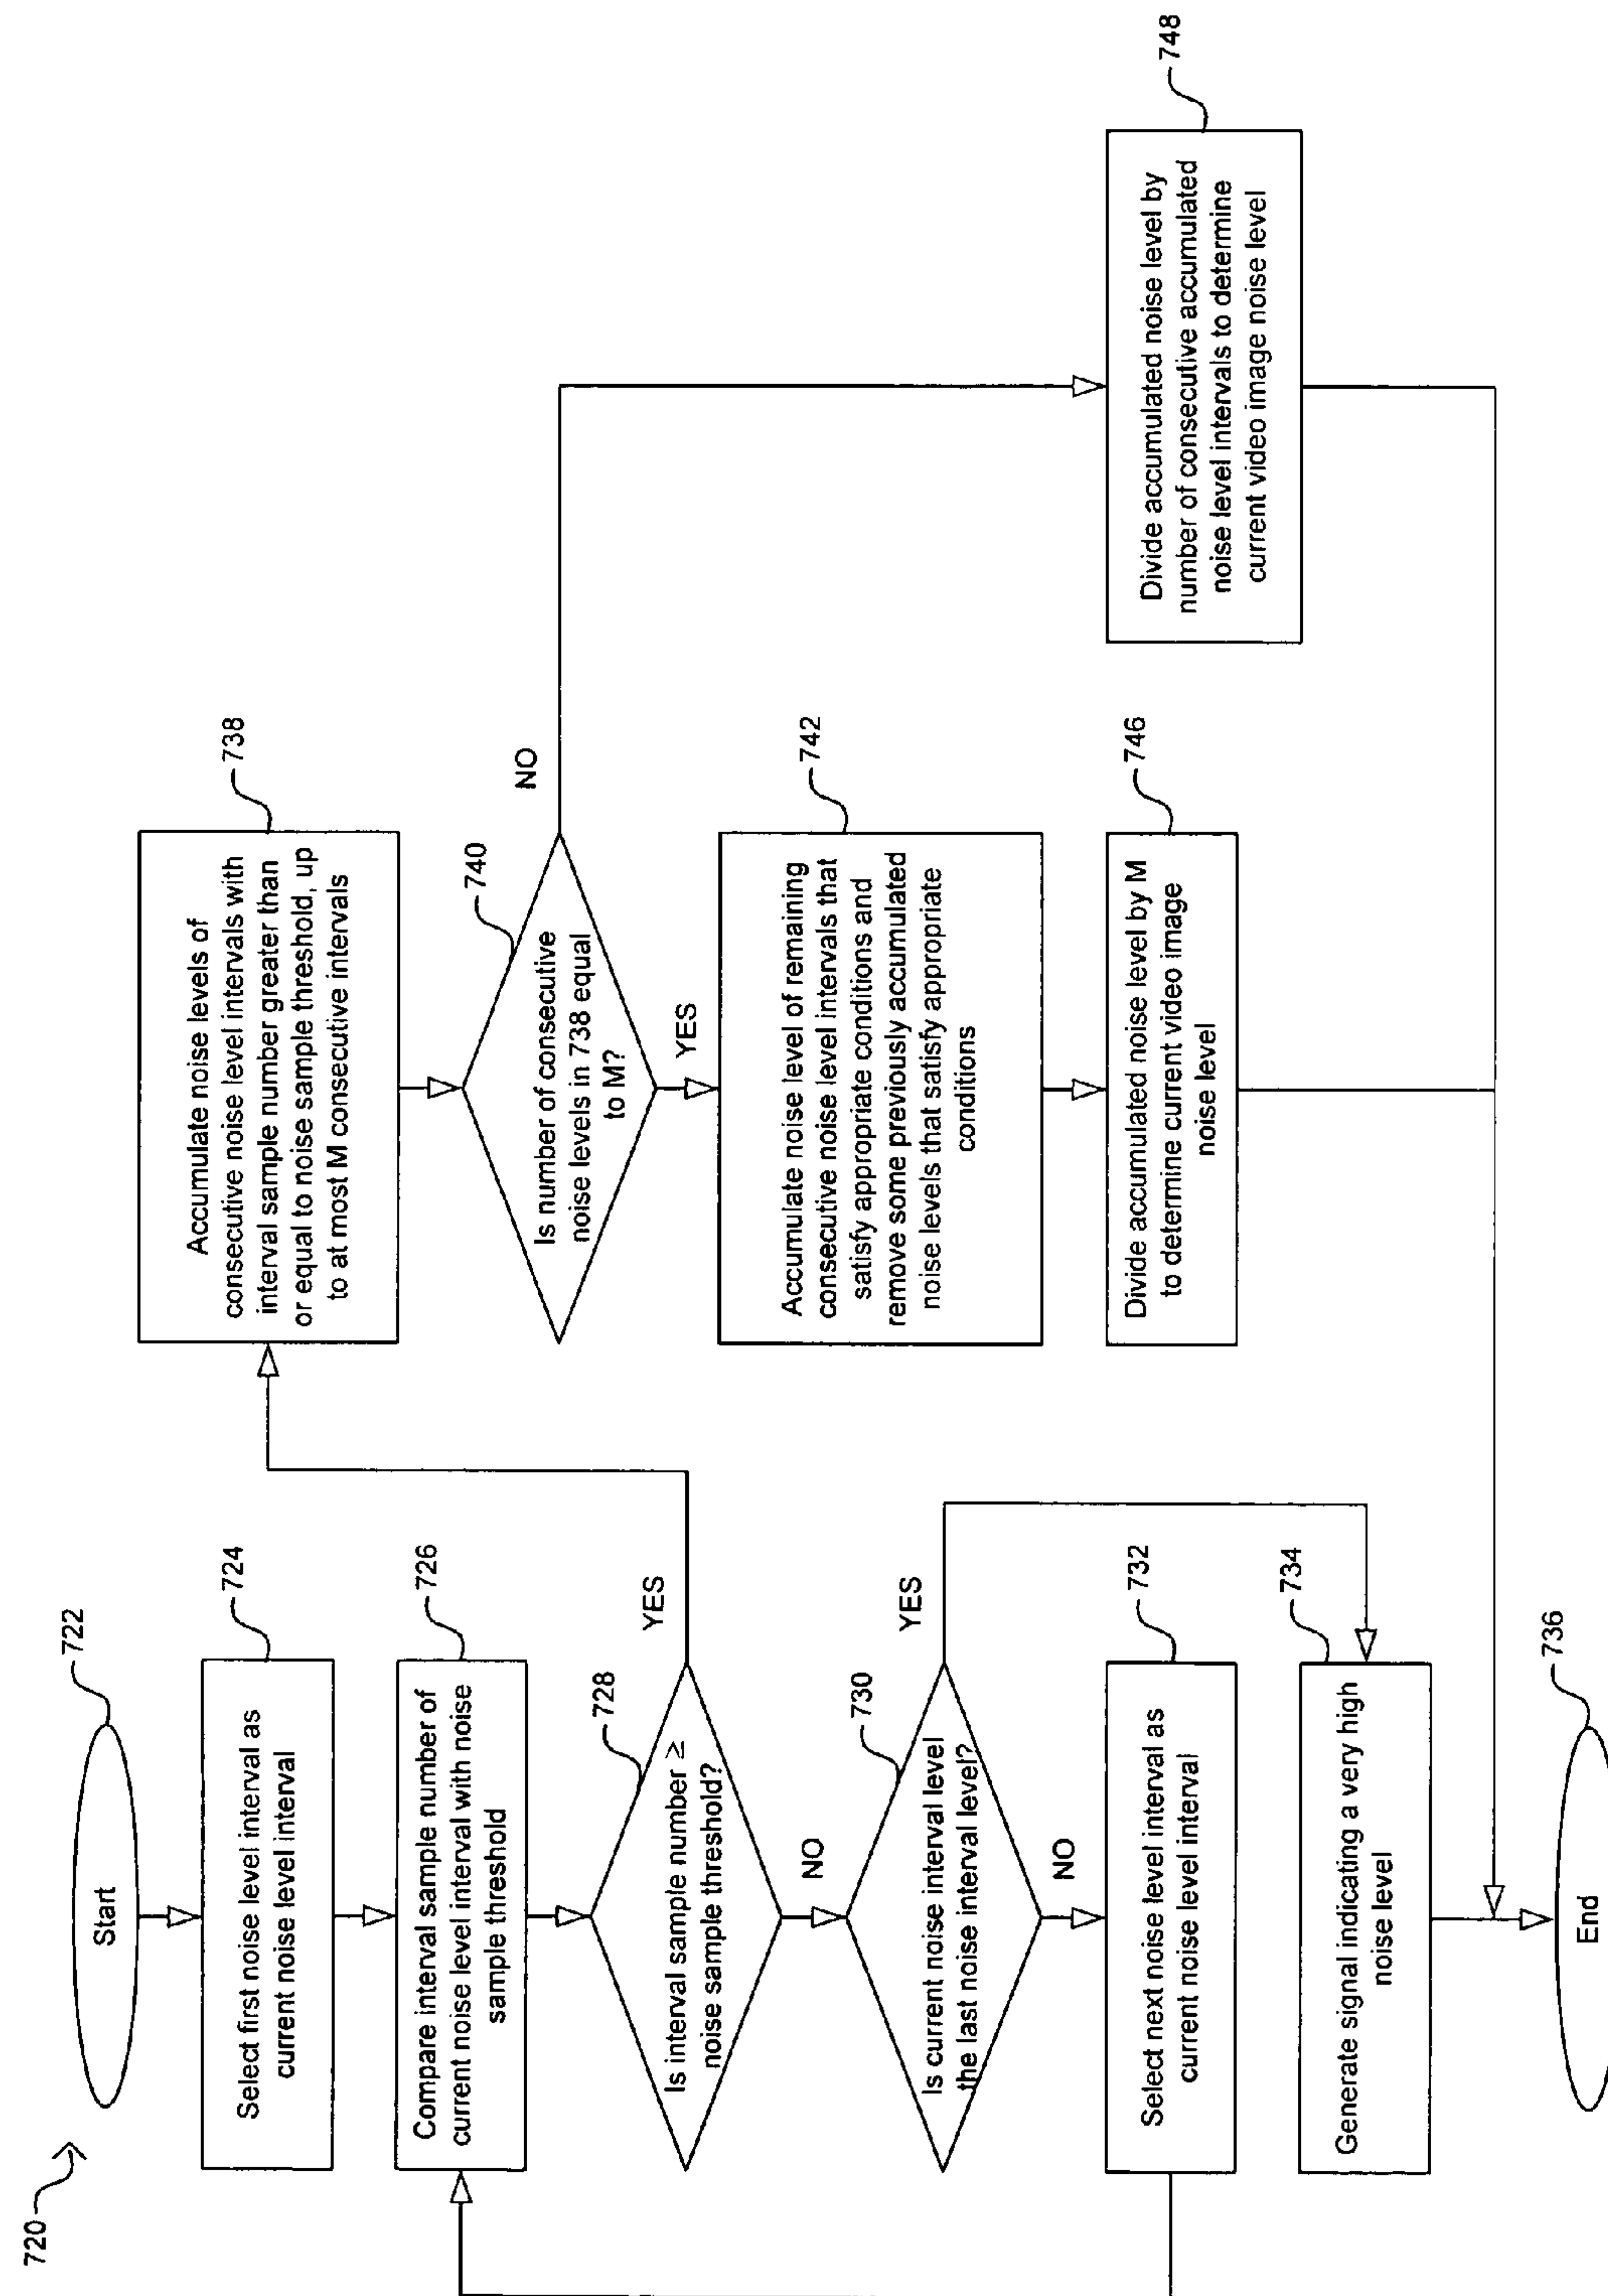 720
Start
722
Select first noise level interval as
current noise level interval
724
Compare interval sample number of
current noise level interval with noise
sample threshold
726
Is interval sample number ≥
noise sample threshold?
728
YES
NO
Is current noise interval level
the last noise interval level?
730
YES
NO
Select next noise level interval as
current noise level interval
732
Generate signal indicating a very high
noise level
734
End
736
Accumulate noise levels of
consecutive noise level intervals with
interval sample number greater than
or equal to noise sample threshold, up
to at most M consecutive intervals
738
Is number of consecutive
noise levels in 738 equal
to M?
740
NO
YES
Accumulate noise level of remaining
consecutive noise level intervals that
satisfy appropriate conditions and
remove some previously accumulated
noise levels that satisfy appropriate
conditions
742
Divide accumulated noise level by M
to determine current video image
noise level
746
Divide accumulated noise level by
number of consecutive accumulated
noise level intervals to determine
current video image noise level
748